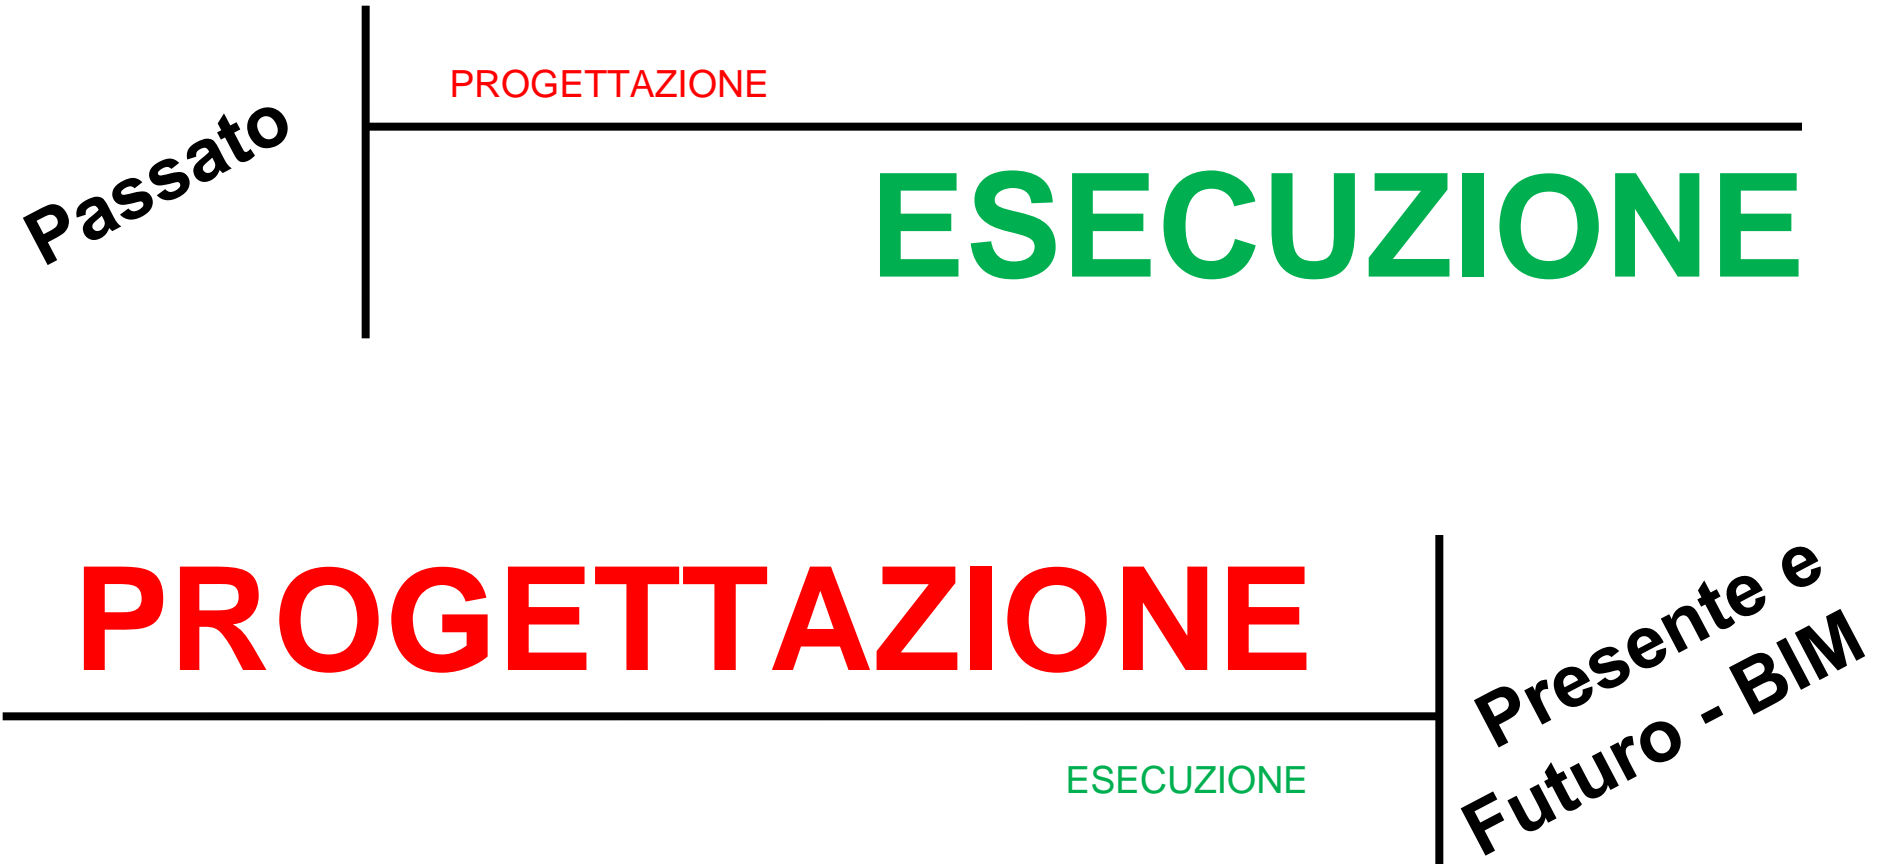 Passato
PROGETTAZIONE
ESECUZIONE
PROGETTAZIONE
ESECUZIONE
Presente e
Futuro - BIM